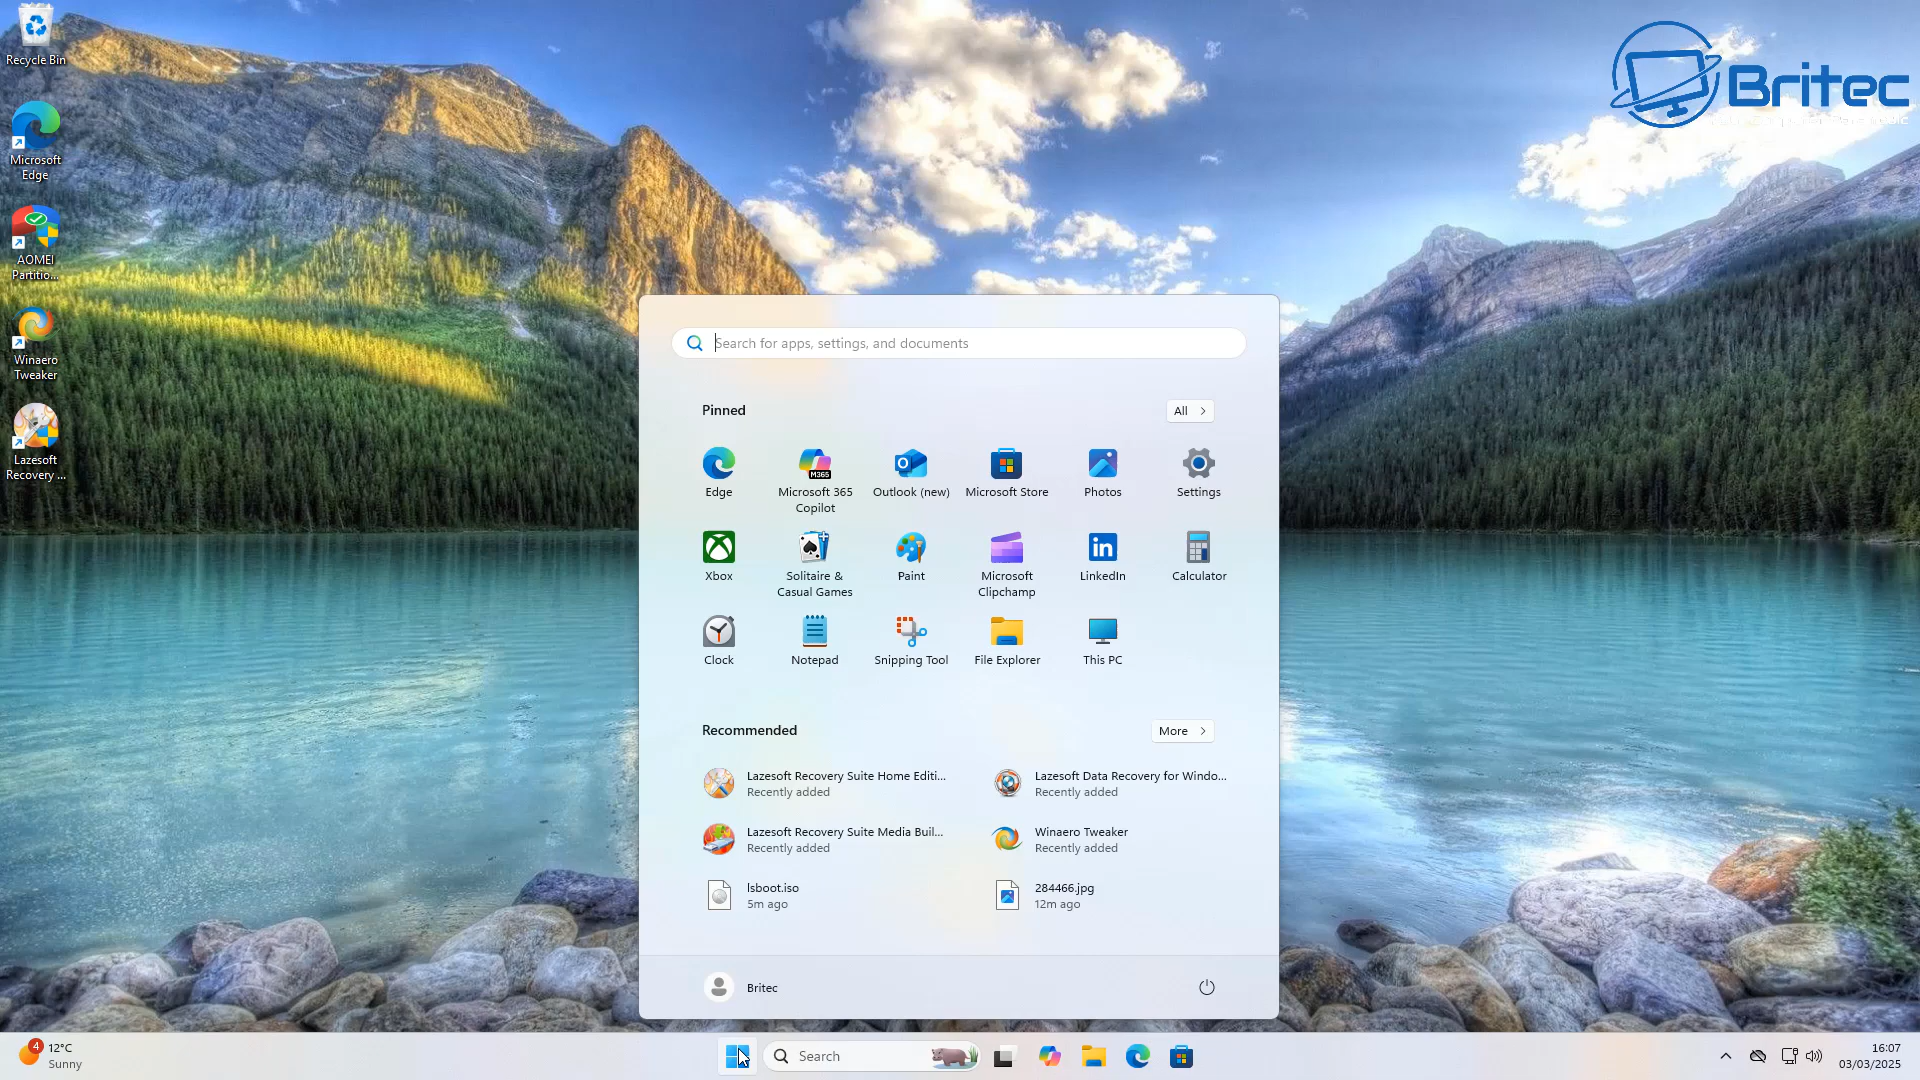 Recycle Bin
Microsoft
Edge
AOMEI
Partitio...
Winaero
Tweaker
Lazesoft
Recovery ...
Britec
Search for apps, settings, and documents
Pinned
All
Edge
Microsoft 365
Copilot
M365
Outlook (new)
Microsoft Store
Photos
Settings
Xbox
Solitaire &
Casual Games
Paint
Microsoft
Clipchamp
in
LinkedIn
Calculator
Clock
Notepad
Snipping Tool
File Explorer
This PC
Recommended
More
Lazesoft Recovery Suite Home Editi...
Recently added
Lazesoft Data Recovery for Windo...
Recently added
Lazesoft Recovery Suite Media Buil...
Recently added
Winaero Tweaker
Recently added
lsboot.iso
5m ago
284466.jpg
12m ago
Britec
4
12°C
Sunny
Search
16:07
03/03/2025